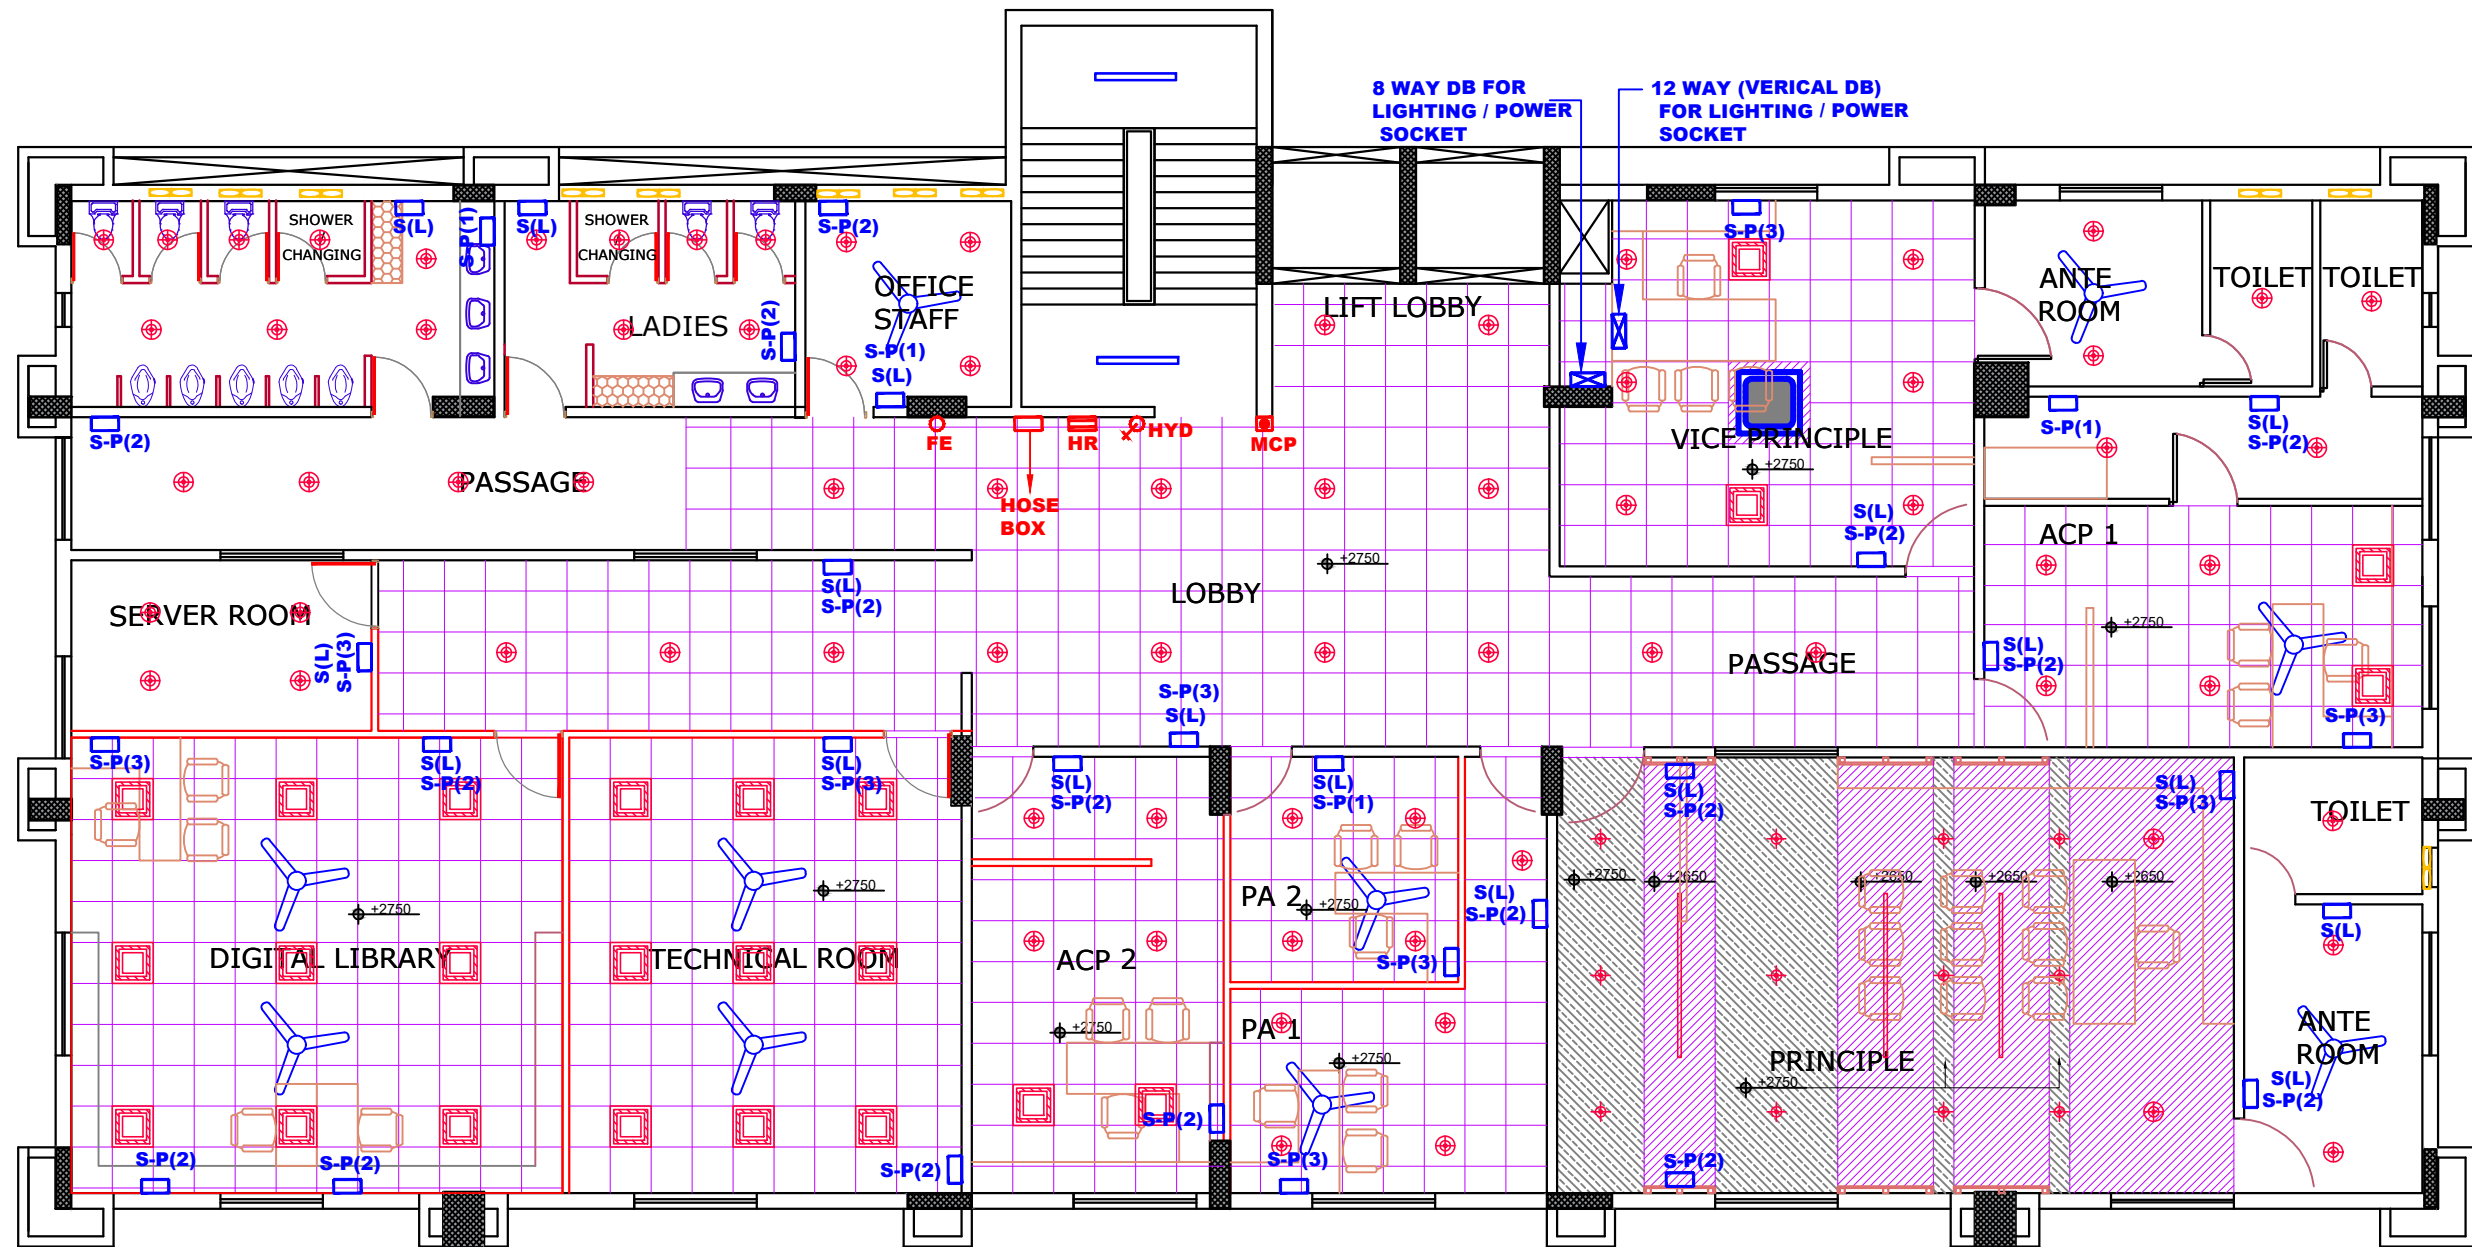 8 WAY DB FOR
LIGHTING / POWER
SOCKET
12 WAY (VERICAL DB)
FOR LIGHTING / POWER
SOCKET
SHOWER
/
CHANGING
S(L)
S-P(1)
S(L)
SHOWER
/
CHANGING
S-P(2)
S-P(2)
OFFICE
STAFF
LADIES
S-P(1)
S(L)
LIFT LOBBY
S-P(3)
ANTE
ROOM
TOILET
TOILET
S-P(2)
FE
HOSE
BOX
HR
HYD
MCP
VICE PRINCIPLE
+2750
S-P(1)
S(L)
S-P(2)
PASSAGE
S(L)
S-P(2)
ACP 1
+2750
LOBBY
S(L)
S-P(2)
SERVER ROOM
S(L)
S-P(3)
+2750
S(L)
S-P(2)
PASSAGE
S-P(3)
S(L)
S-P(3)
S-P(3)
S(L)
S-P(2)
S(L)
S-P(3)
S(L)
S-P(2)
S(L)
S-P(1)
S(L)
S-P(2)
S(L)
S-P(3)
TOILET
+2750
+2750
PA 2
+2750
S(L)
S-P(2)
+2750
+2650
+2650
+2650
+2650
S(L)
DIGITAL LIBRARY
TECHNICAL ROOM
ACP 2
S-P(3)
+2750
PA 1
+2750
PRINCIPLE
+2750
ANTE
ROOM
S(L)
S-P(2)
S-P(2)
S-P(2)
S-P(2)
S-P(2)
S-P(3)
S-P(2)